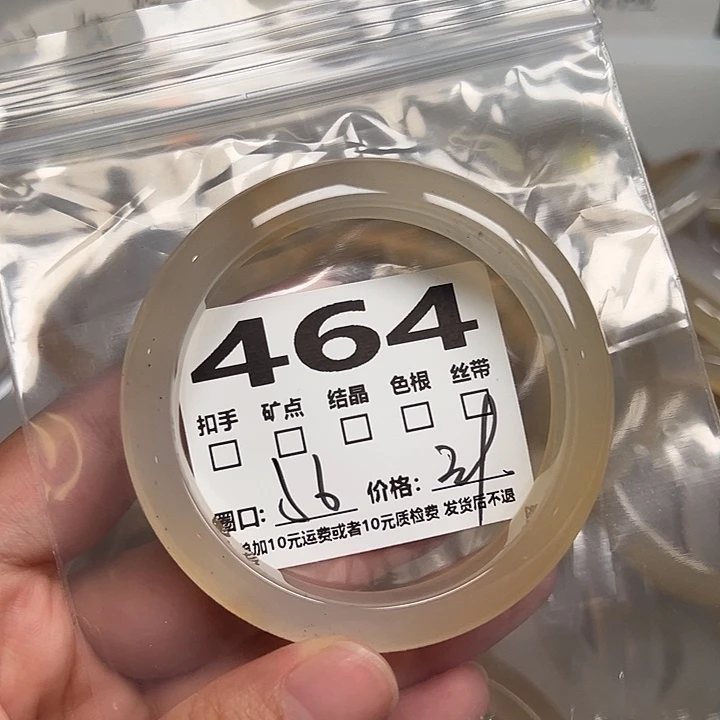 464
扣手 矿点 结晶 色根 丝带
圈口: 56 价格:
加10元运费或者10元质检费 发货后不退